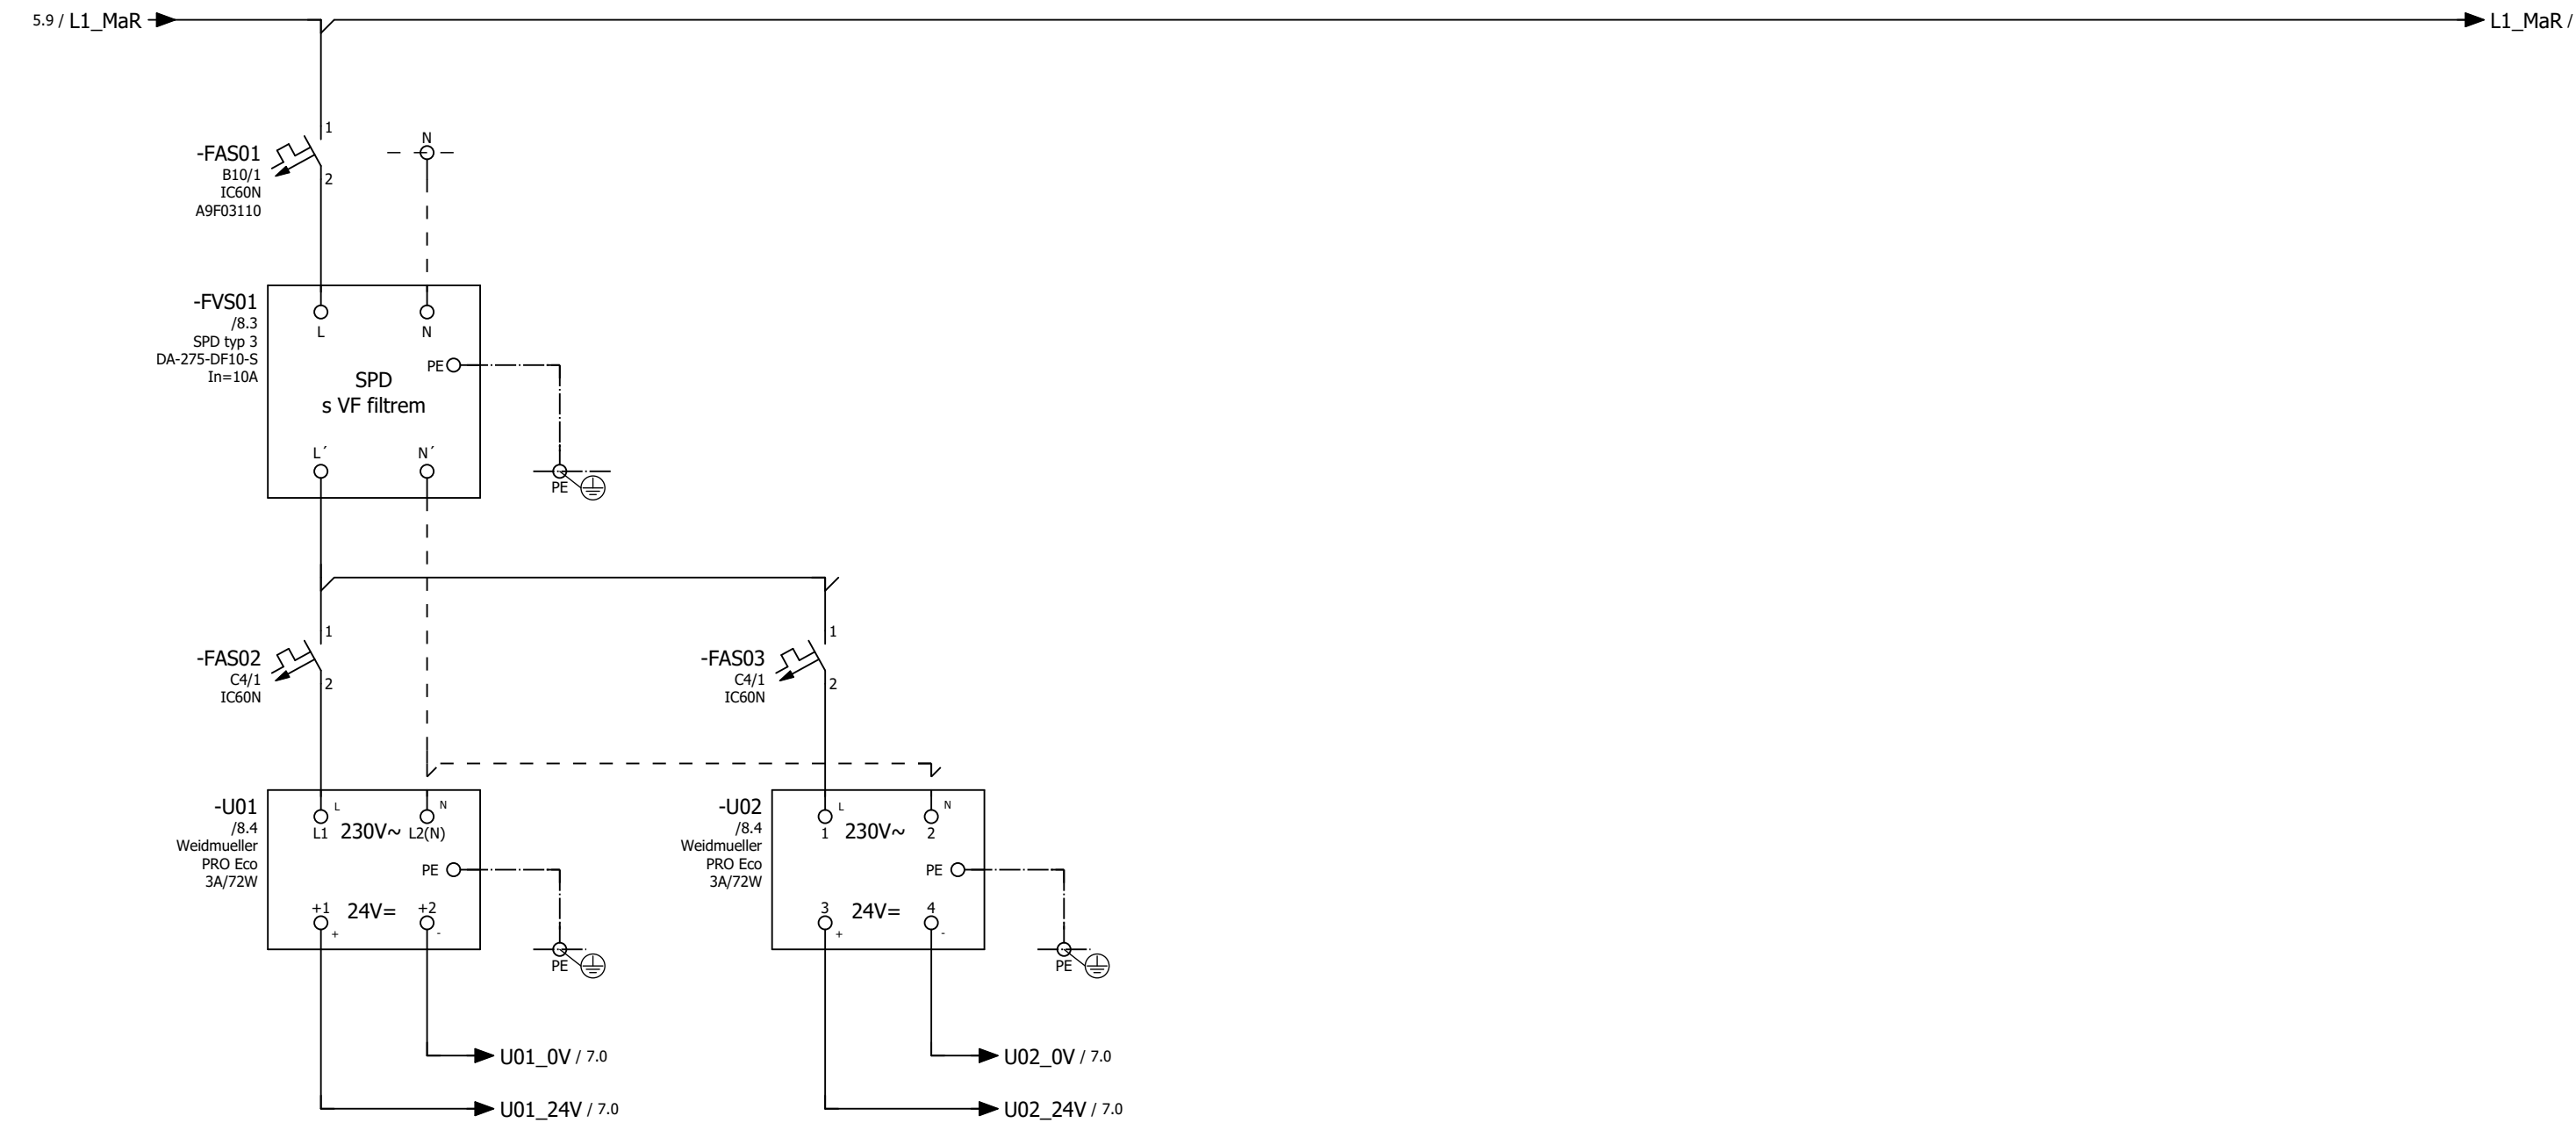 5.9 / L1_MaR
L1_MaR /
1
-FAS01
B10/1
IC60N
A9F03110
2
N
-FVS01
/8.3
SPD typ 3
DA-275-DF10-S
In=10A
L
N
PE
SPD
s VF filtrem
L´
N´
PE
1
-FAS02
C4/1
IC60N
2
1
-FAS03
C4/1
IC60N
2
-U01
/8.4
Weidmueller
PRO Eco
3A/72W
L
N
L1 230V~ L2(N)
PE
+1 24V= +2
+
-
PE
-U02
/8.4
Weidmueller
PRO Eco
3A/72W
L
N
1 230V~ 2
PE
3 24V= 4
+
-
PE
U01_0V / 7.0
U01_24V / 7.0
U02_0V / 7.0
U02_24V / 7.0